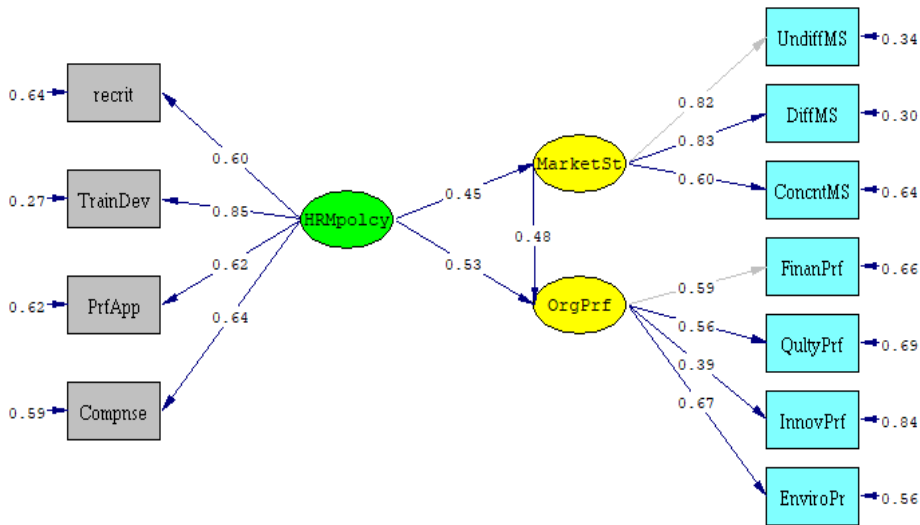 UndiffMS
0.34
recrit
0.64
0.82
DiffMS
0.30
0.60
0.83
MarketSt
ConcntMS
0.64
0.60
TrainDev
0.27
0.85
0.45
HRMpolcy
0.48
0.62
0.53
FinanPrf
0.66
0.59
PrfApp
0.62
OrgPrf
0.64
0.56
QultyPrf
0.69
0.39
0.67
Compnse
0.59
InnovPrf
0.84
EnviroPr
0.56